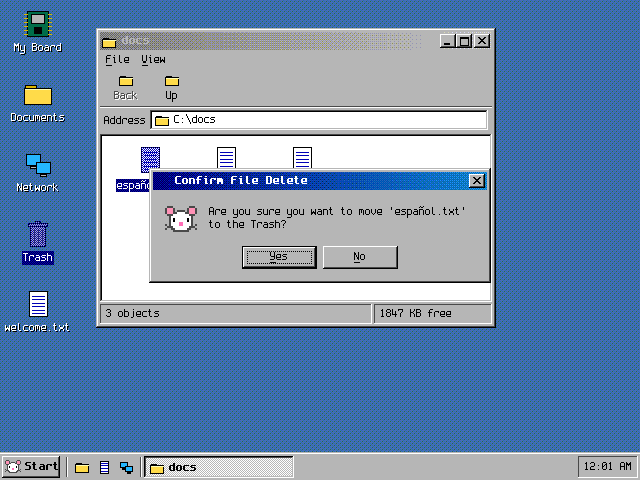 My Board
Documents
Network
Trash
welcome.txt
docs
File View
Back Up
Address C:\docs
Confirm File Delete
Are you sure you want to move 'español.txt'
to the Trash?
Yes No
3 objects 1847 KB free
Start docs 12:01 AM